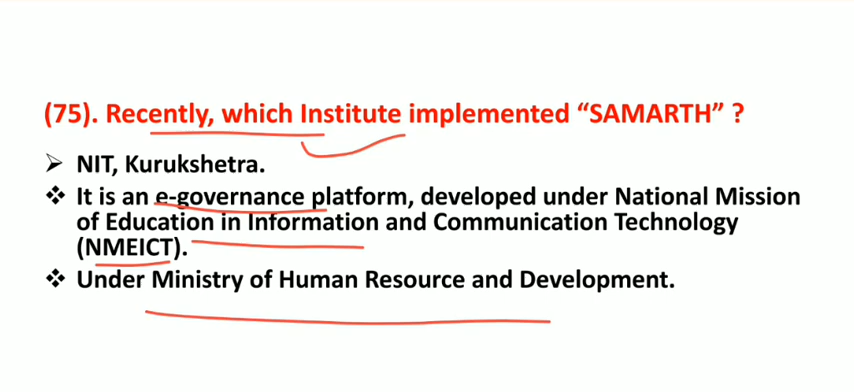 (75). Recently, which Institute implemented “SAMARTH” ?
➢ NIT, Kurukshetra.
❖ It is an e-governance platform, developed under National Mission
of Education in Information and Communication Technology
(NMEICT).
❖ Under Ministry of Human Resource and Development.